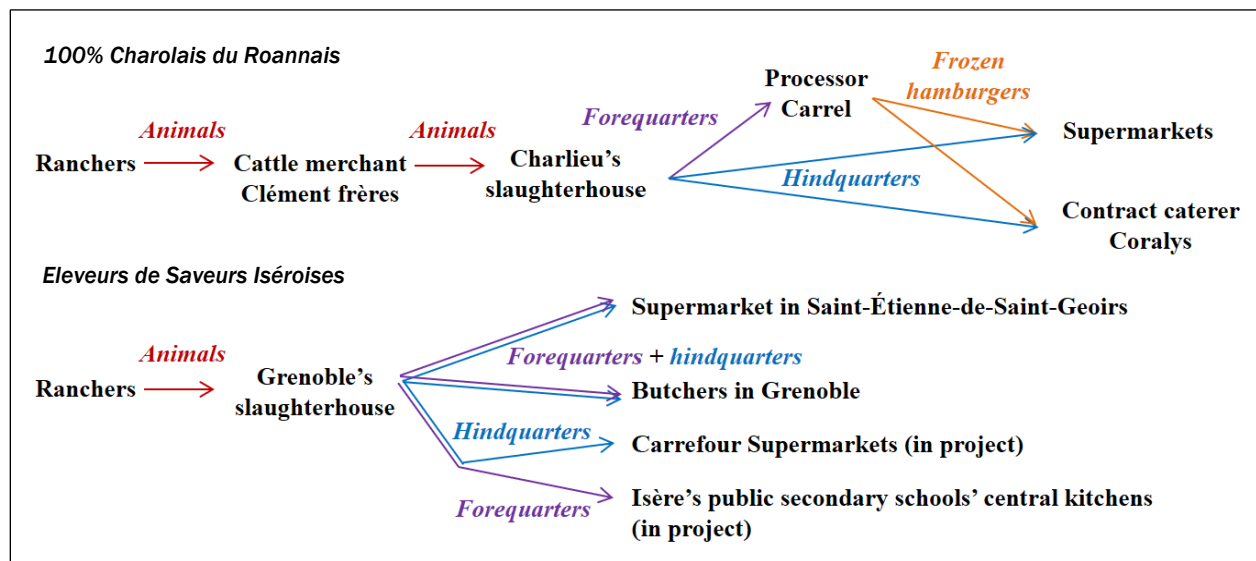 100% Charolais du Roannais
Animals
Ranchers
Cattle merchant
Clément frères
Animals
Charlieu’s
slaughterhouse
Forequarters
Processor
Carrel
Frozen
hamburgers
Hindquarters
Supermarkets
Contract caterer
Coralys
Eleveurs de Saveurs Iséroises
Animals
Ranchers
Grenoble’s
slaughterhouse
Supermarket in Saint-Étienne-de-Saint-Geoirs
Forequarters + hindquarters
Butchers in Grenoble
Hindquarters
Carrefour Supermarkets (in project)
Forequarters
Isère’s public secondary schools’ central kitchens
(in project)